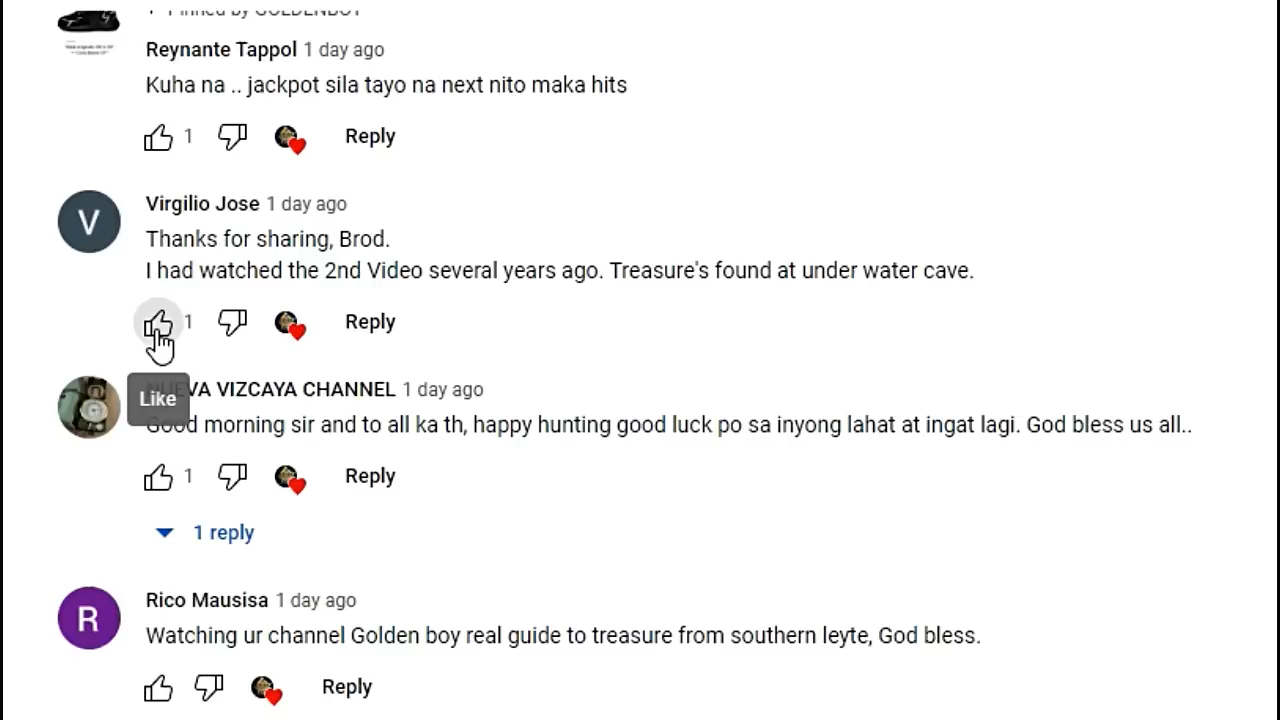 Pinned by GOLDENBOY
Reynante Tappol 1 day ago
Kuha na .. jackpot sila tayo na next nito maka hits
1 Reply
V
Virgilio Jose 1 day ago
Thanks for sharing, Brod.
I had watched the 2nd Video several years ago. Treasure's found at under water cave.
1 Reply
NUEVA VIZCAYA CHANNEL 1 day ago
Like
Good morning sir and to all ka th, happy hunting good luck po sa inyong lahat at ingat lagi. God bless us all..
1 Reply
1 reply
R
Rico Mausisa 1 day ago
Watching ur channel Golden boy real guide to treasure from southern leyte, God bless.
Reply